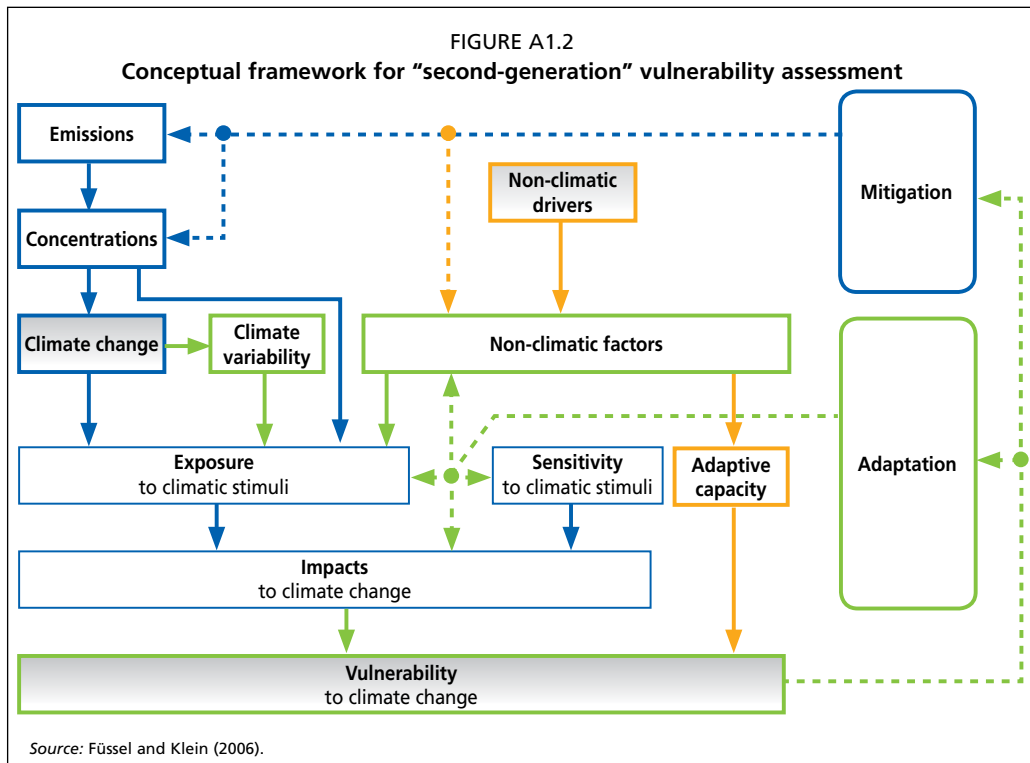 FIGURE A1.2
Conceptual framework for “second-generation” vulnerability assessment
Emissions
Non-climatic
drivers
Mitigation
Concentrations
Climate change
Climate
variability
Non-climatic factors
Exposure
to climatic stimuli
Sensitivity
to climatic stimuli
Adaptive
capacity
Adaptation
Impacts
to climate change
Vulnerability
to climate change
Source: Füssel and Klein (2006).